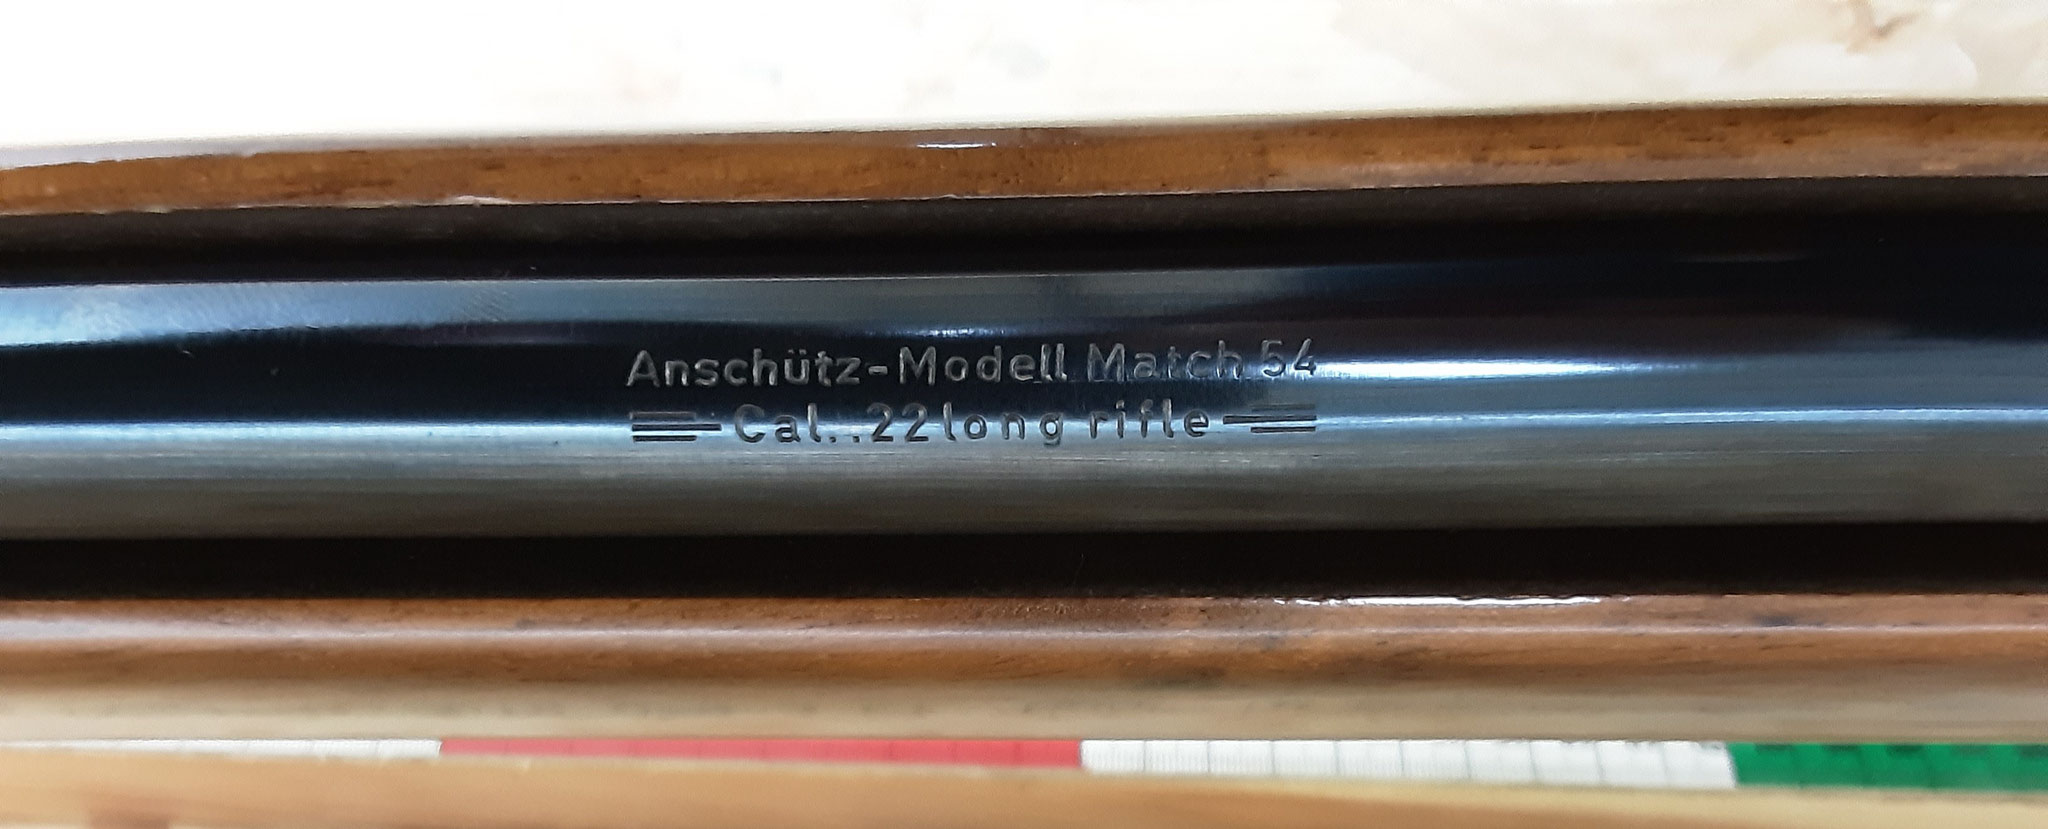 Anschütz-Modell Match 54
Cal. .22 long rifle